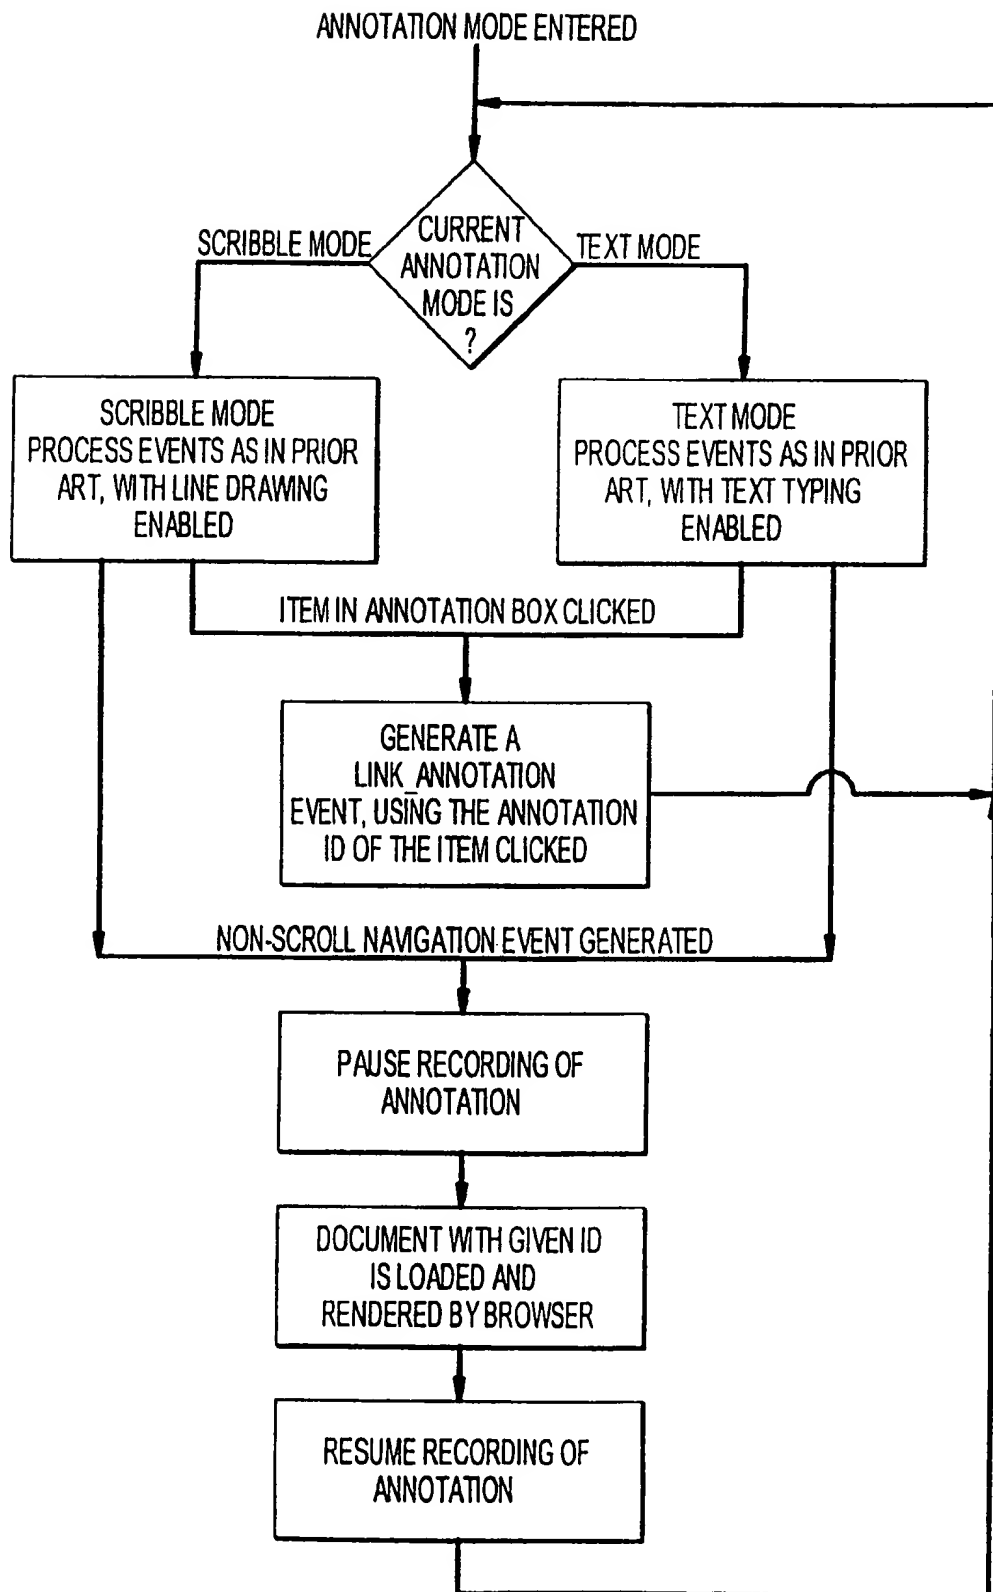 ANNOTATION MODE ENTERED
CURRENT
ANNOTATION
MODE IS
?
SCRIBBLE MODE
TEXT MODE
SCRIBBLE MODE
PROCESS EVENTS AS IN PRIOR
ART, WITH LINE DRAWING
ENABLED
TEXT MODE
PROCESS EVENTS AS IN PRIOR
ART, WITH TEXT TYPING
ENABLED
ITEM IN ANNOTATION BOX CLICKED
GENERATE A
LINK_ANNOTATION
EVENT, USING THE ANNOTATION
ID OF THE ITEM CLICKED
NON-SCROLL NAVIGATION EVENT GENERATED
PAUSE RECORDING OF
ANNOTATION
DOCUMENT WITH GIVEN ID
IS LOADED AND
RENDERED BY BROWSER
RESUME RECORDING OF
ANNOTATION